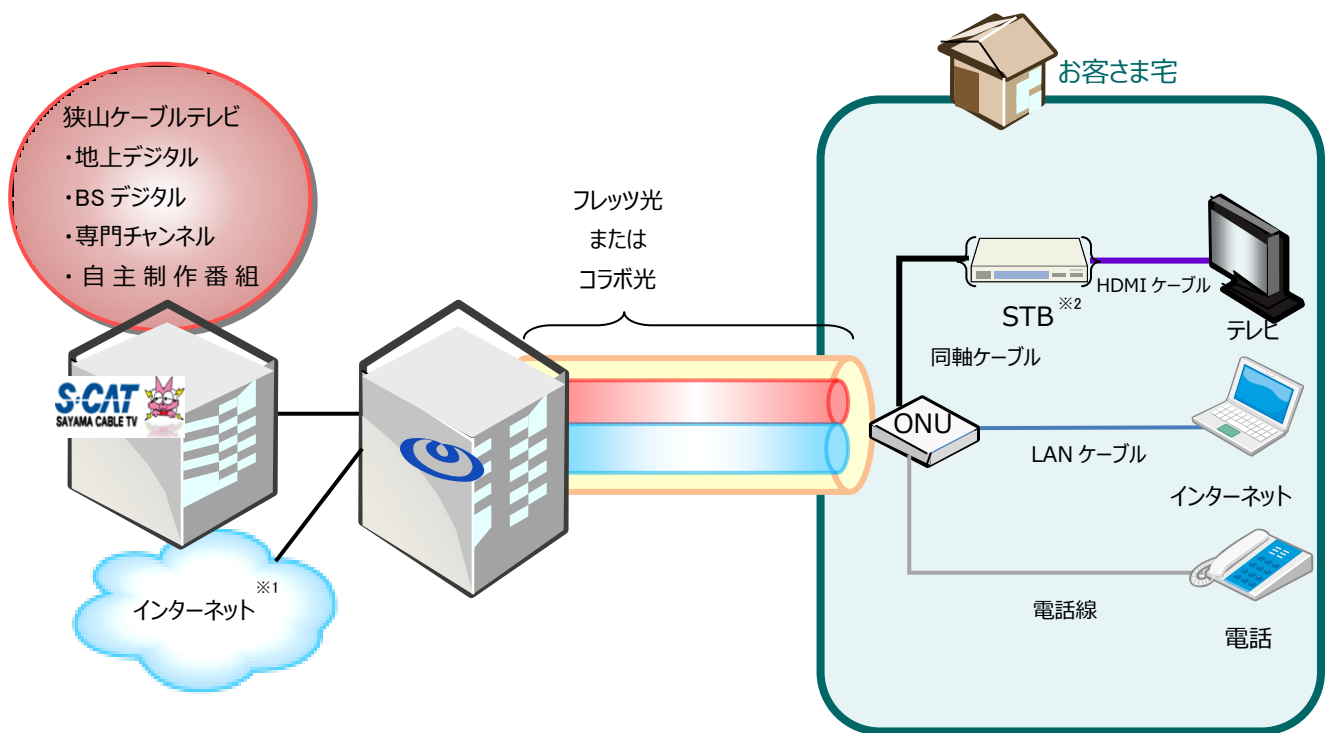 お客さま宅
狭山ケーブルテレビ
・地上デジタル
・BS デジタル
・専門チャンネル
・自主制作番組
フレッツ光
または
コラボ光
STB※2
HDMI ケーブル
テレビ
同軸ケーブル
S-CAT
SAYAMA CABLE TV
ONU
LAN ケーブル
インターネット
インターネット※1
電話線
電話